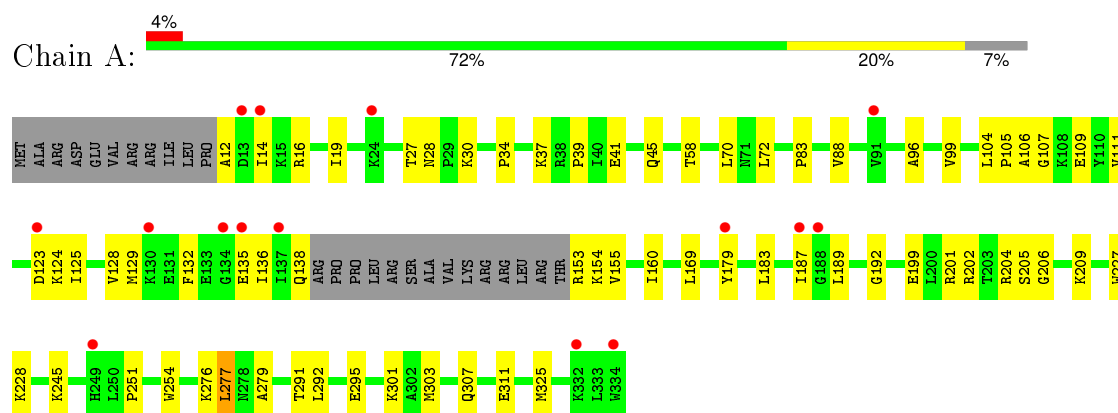 4%
Chain A:
72% 20% 7%
MET ALA ARG ASP GLU VAL ARG ARG ILE LEU PRO A12 D13 I14 K15 R16 I19 K24 T27 N28 P29 K30 P34 K37 R38 P39 I40 E41 Q45 T58 L70 N71 L72 P83 V88 V91 A96 V99 L104 P105 A106 G107 K108 E109 Y110 V111
D123 K124 I125 V128 M129 K130 E131 F132 E133 G134 E135 I136 I137 Q138 ARG PRO PRO LEU ARG SER ALA VAL LYS ARG ARG LEU ARG THR R153 K154 V155 I160 L169 Y179 L183 I187 G188 L189 G192 E199 L200 R201 R202 T203 R204 S205 G206 K209 W227
K228 K245 H249 L250 P251 W254 K276 L277 N278 A279 T291 L292 E295 K301 A302 M303 Q307 E311 M325 K332 L333 W334